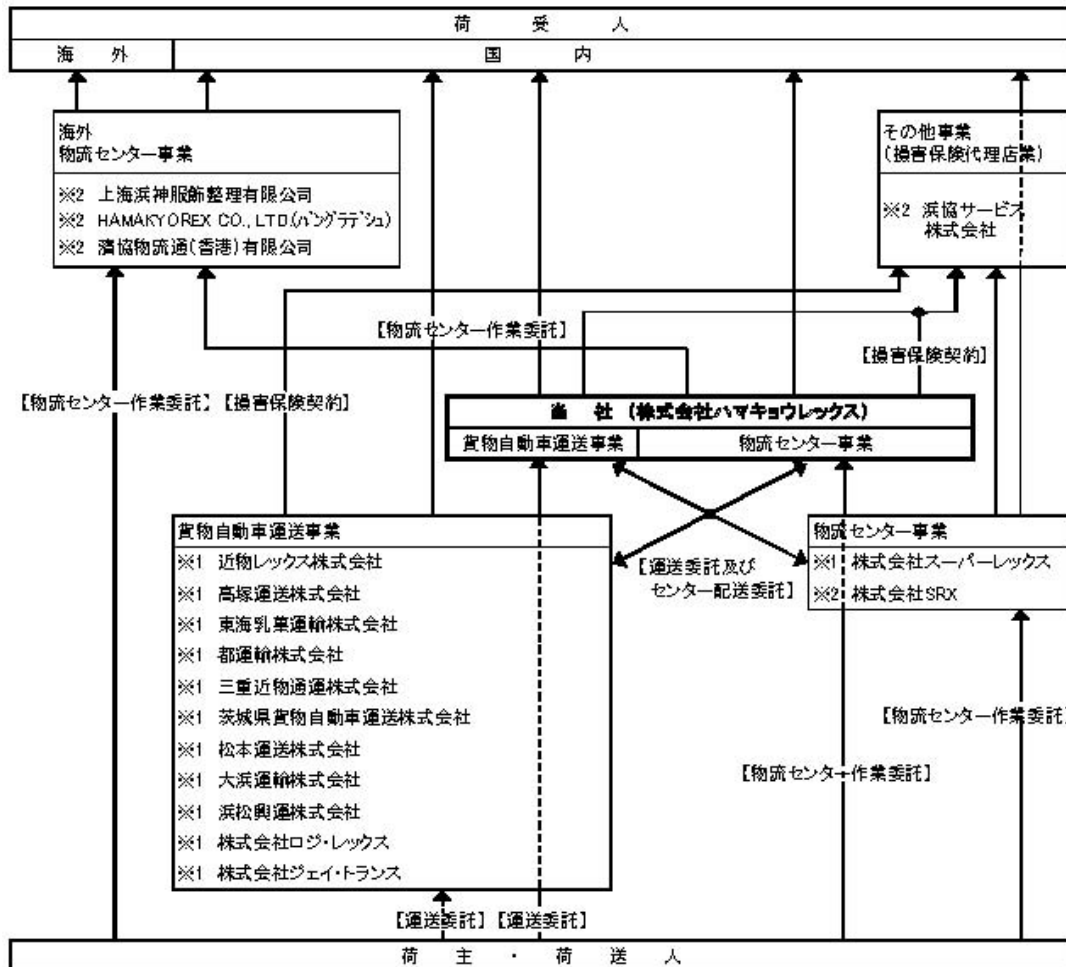 荷 受 人
海 外
国 内
海外
物流センター事業
※2 上海浜神服飾整理有限公司
※2 HAMAKYOREX CO., LTD.(バングラデシュ)
※2 濱協物流通(香港)有限公司
その他事業
(損害保険代理店業)
※2 浜協サービス
株式会社
【物流センター作業委託】
【損害保険契約】
【物流センター作業委託】【損害保険契約】
当 社 (株式会社ハマキョウレックス)
貨物自動車運送事業
物流センター事業
貨物自動車運送事業
※1 近物レックス株式会社
※1 高塚運送株式会社
※1 東海乳菓運輸株式会社
※1 都運輸株式会社
※1 三重近物通運株式会社
※1 茨城県貨物自動車運送株式会社
※1 松本運送株式会社
※1 大浜運輸株式会社
※1 浜松興運株式会社
※1 株式会社ロジ・レックス
※1 株式会社ジェイ・トランス
【運送委託及び
センター配送委託】
物流センター事業
※1 株式会社スーパーレックス
※2 株式会社SRX
【物流センター作業委託】
【物流センター作業委託】
【運送委託】【運送委託】
荷 主 ・ 荷 送 人